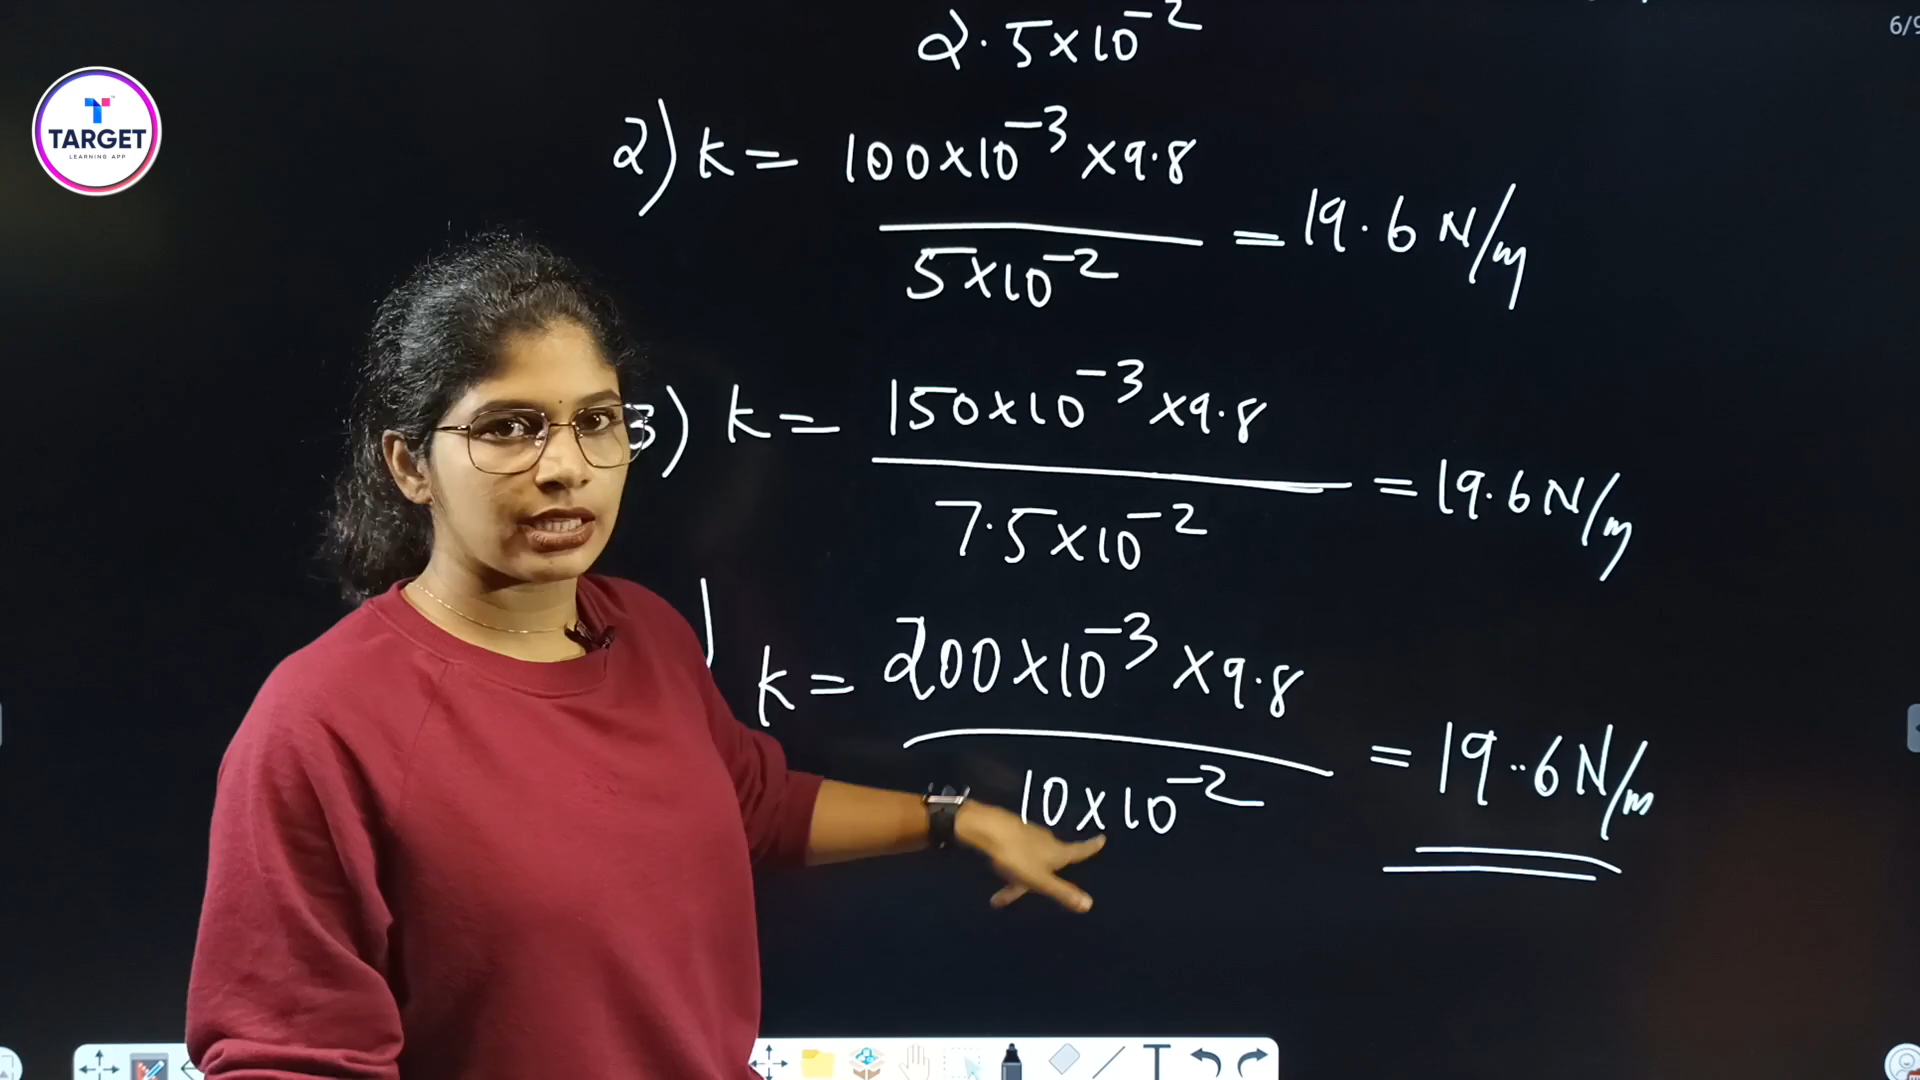 6/9
2.5×10⁻²
TARGET
LEARNING APP
2) K = 100×10⁻³ ×9.8 / 5×10⁻² = 19.6 N/m
3) K = 150×10⁻³ ×9.8 / 7.5×10⁻² = 19.6 N/m
) K = 200×10⁻³ ×9.8 / 10×10⁻² = 19..6 N/m
T